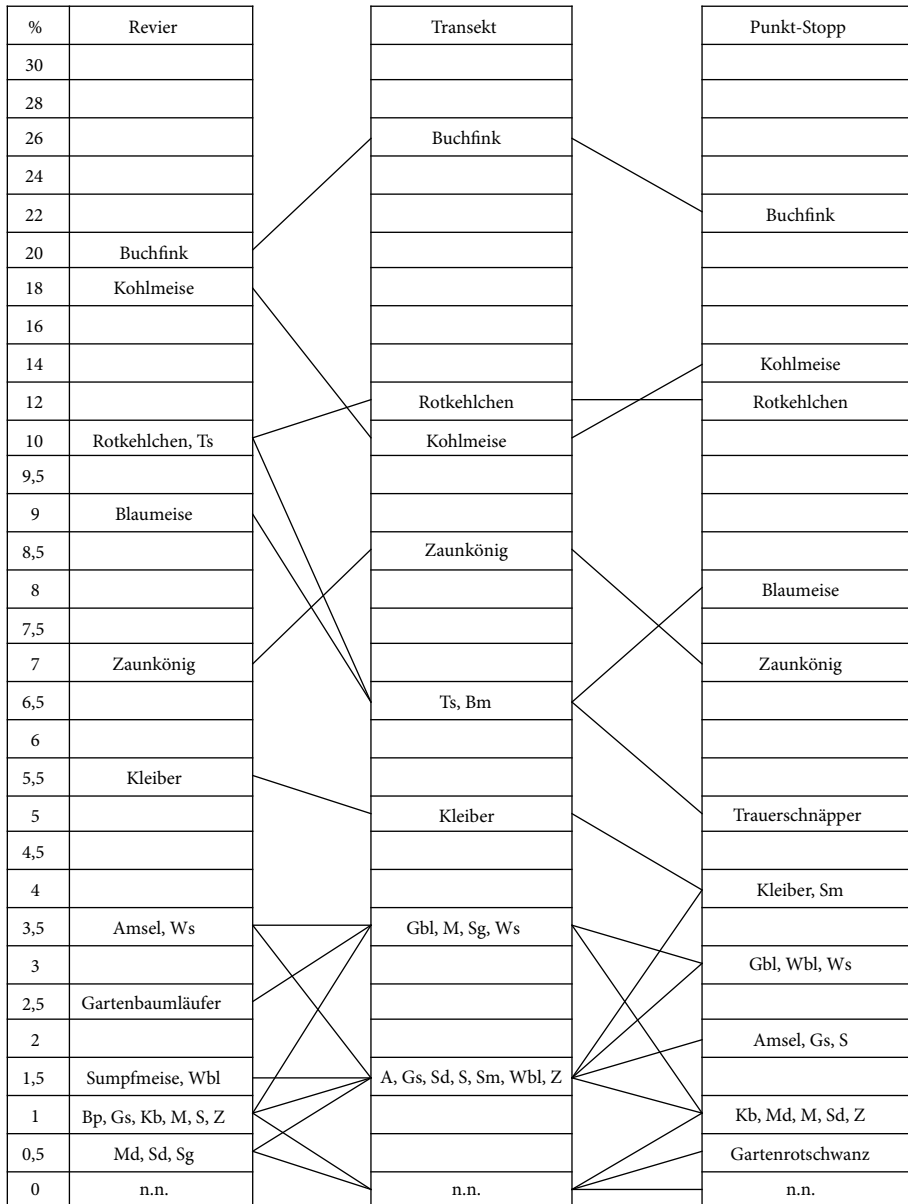 % Revier Transekt Punkt-Stopp
30
28
26 Buchfink
24
22 Buchfink
20 Buchfink
18 Kohlmeise
16
14 Kohlmeise
12 Rotkehlchen Rotkehlchen
10 Rotkehlchen, Ts Kohlmeise
9,5
9 Blaumeise
8,5 Zaunkönig
8 Blaumeise
7,5
7 Zaunkönig Zaunkönig
6,5 Ts, Bm
6
5,5 Kleiber
5 Kleiber Trauerschnäpper
4,5
4 Kleiber, Sm
3,5 Amsel, Ws Gbl, M, Sg, Ws
3 Gbl, Wbl, Ws
2,5 Gartenbaumläufer
2 Amsel, Gs, S
1,5 Sumpfmeise, Wbl A, Gs, Sd, S, Sm, Wbl, Z
1 Bp, Gs, Kb, M, S, Z Kb, Md, M, Sd, Z
0,5 Md, Sd, Sg Gartenrotschwanz
0 n.n. n.n. n.n.